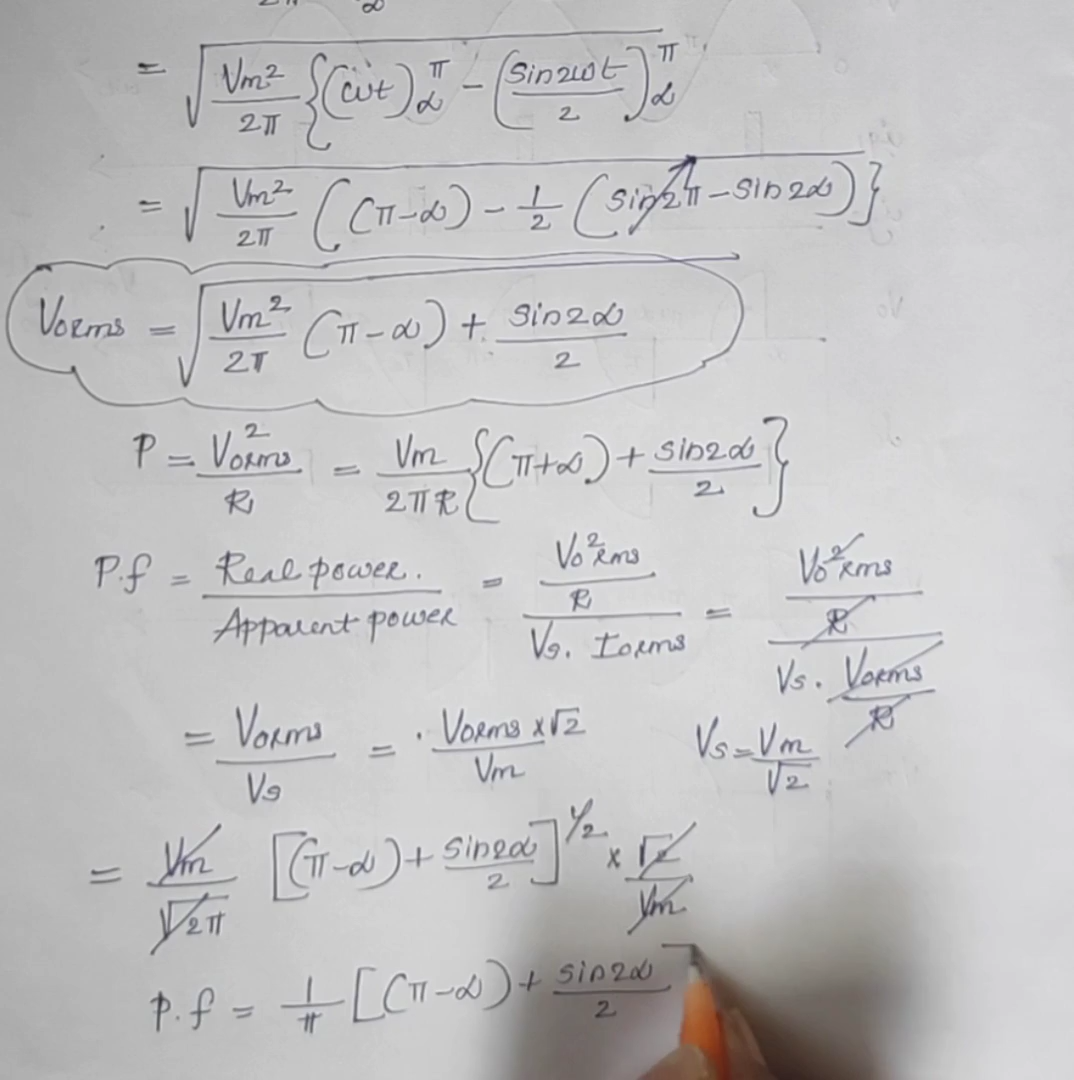 = √ Vm²/2π {(ωt)_α^π − (sin2ωt/2)_α^π
= √ Vm²/2π ((π−α) − 1/2 (sin2π − sin2α)}
Vorms = √ Vm²/2π (π−α) + sin2α/2
P = Vorms²/R = Vm/2πR {(π+α) + sin2α/2}
P.f = Real power./Apparent power = (Vo²rms/R)/(Vs. Iorms) = (Vo²rms/R)/(Vs. Vorms/R)
= Vorms/Vs = Vorms x√2/Vm Vs = Vm/√2
= Vm/√2π [(π−α) + sin2α/2]^1/2 x √2/Vm
p.f = 1/π [(π−α) + sin2α/2